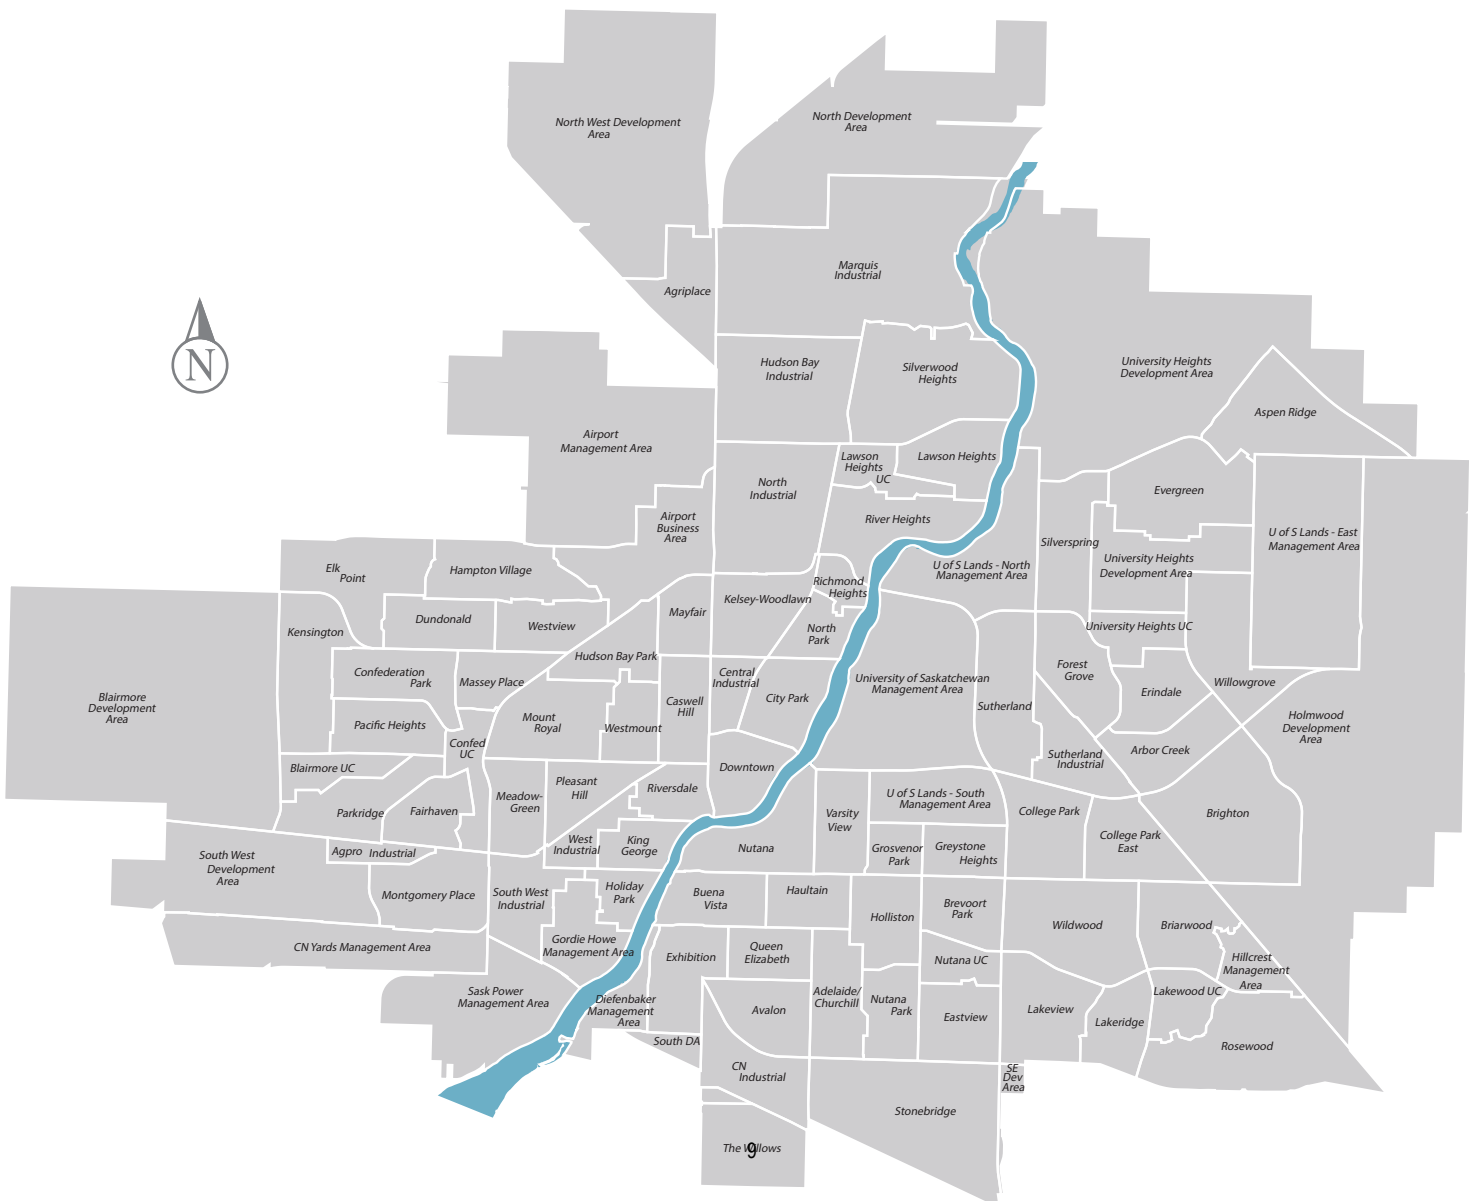 North West Development
Area
North Development
Area
Marquis
Industrial
Agriplace
N
Hudson Bay
Industrial
Silverwood
Heights
University Heights
Development Area
Aspen Ridge
Airport
Management Area
Lawson
Heights
UC
Lawson Heights
North
Industrial
Evergreen
Airport
Business
Area
River Heights
Silverspring
U of S Lands - East
Management Area
University Heights
Development Area
U of S Lands - North
Management Area
Elk
Point
Hampton Village
Richmond
Heights
Kelsey-Woodlawn
Mayfair
North
Park
Dundonald
Westview
Kensington
University Heights UC
Hudson Bay Park
Confederation
Park
Massey Place
Central
Industrial
City Park
University of Saskatchewan
Management Area
Forest
Grove
Erindale
Willowgrove
Blairmore
Development
Area
Caswell
Hill
Sutherland
Pacific Heights
Mount
Royal
Westmount
Holmwood
Development
Area
Confed
UC
Arbor Creek
Sutherland
Industrial
Blairmore UC
Downtown
Pleasant
Hill
Riversdale
Meadow-
Green
U of S Lands - South
Management Area
Parkridge
Fairhaven
Varsity
View
College Park
College Park
East
Brighton
West
Industrial
King
George
Nutana
Grosvenor
Park
Greystone
Heights
Agpro Industrial
South West
Development
Area
Montgomery Place
South West
Industrial
Holiday
Park
Buena
Vista
Haultain
Holliston
Brevoort
Park
Wildwood
Briarwood
CN Yards Management Area
Gordie Howe
Management Area
Exhibition
Queen
Elizabeth
Nutana UC
Hillcrest
Management
Area
Sask Power
Management Area
Diefenbaker
Management
Area
Adelaide/
Churchill
Nutana
Park
Lakewood UC
Avalon
Eastview
Lakeview
Lakeridge
South DA
Rosewood
CN
Industrial
SE
Dev
Area
Stonebridge
The Willows
9